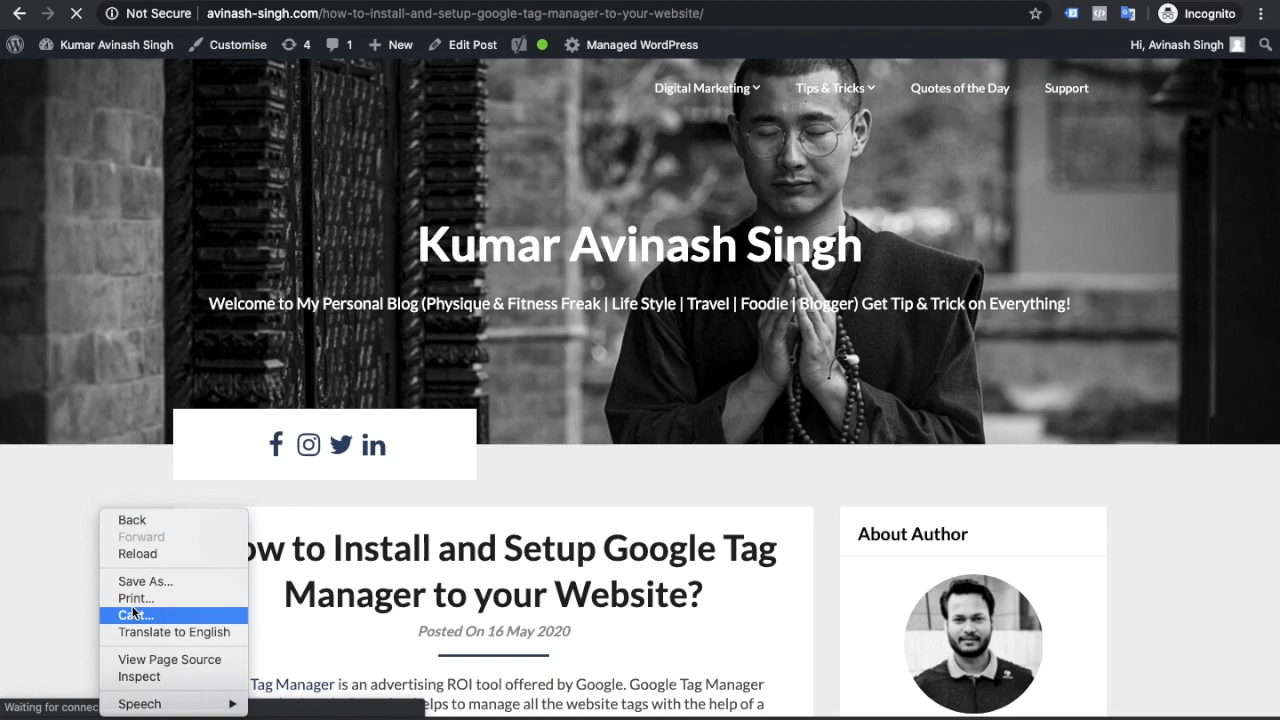 Not Secure avinash-singh.com/how-to-install-and-setup-google-tag-manager-to-your-website/ Incognito
Kumar Avinash Singh Customise 4 1 New Edit Post Managed WordPress Hi, Avinash Singh
Digital Marketing Tips & Tricks Quotes of the Day Support
Kumar Avinash Singh
Welcome to My Personal Blog (Physique & Fitness Freak | Life Style | Travel | Foodie | Blogger) Get Tip & Trick on Everything!
Back
Forward
Reload
Save As...
Print...
Cast...
Translate to English
View Page Source
Inspect
Speech
ow to Install and Setup Google Tag
Manager to your Website?
Posted On 16 May 2020
Tag Manager is an advertising ROI tool offered by Google. Google Tag Manager
helps to manage all the website tags with the help of a
About Author
Waiting for connec